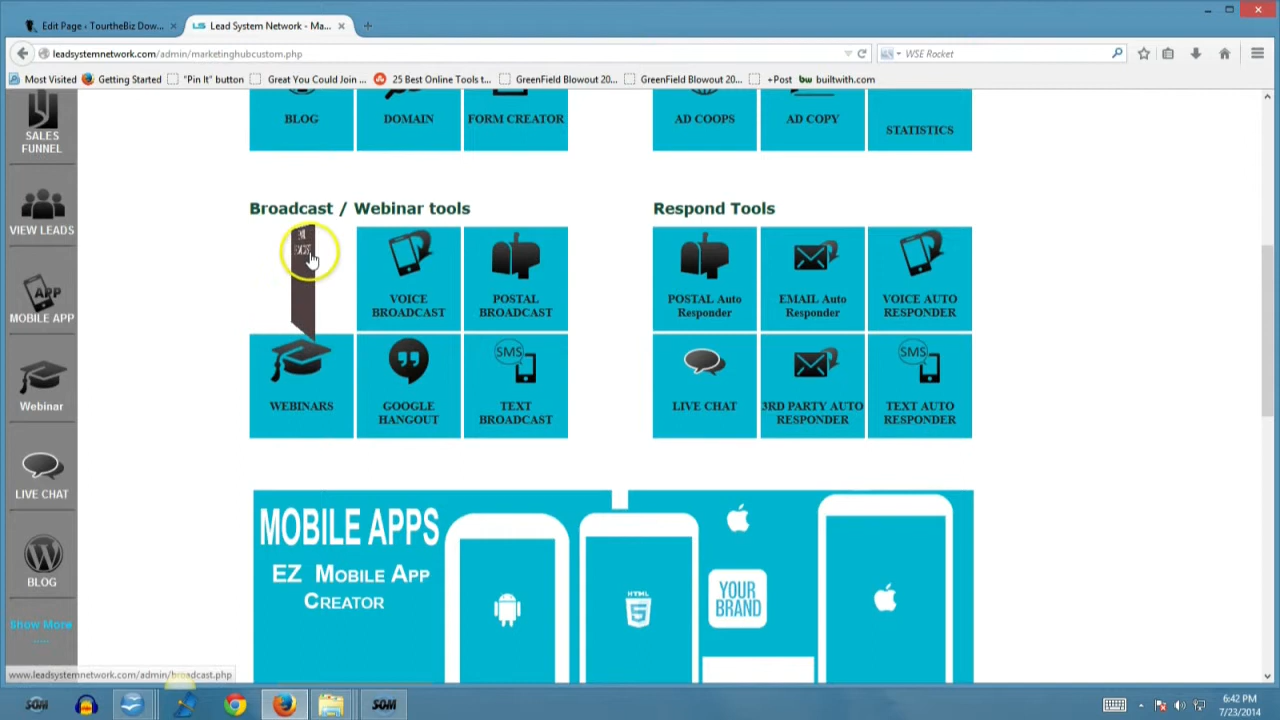 Edit Page - TourtheBiz Dow...
Lead System Network - Ma...
leadsystemnetwork.com/admin/marketinghubcustom.php
WSE Rocket
Most Visited
Getting Started
"Pin It" button
Great You Could Join ...
25 Best Online Tools t...
GreenField Blowout 20...
GreenField Blowout 20...
+Post
builtwith.com
SALES
FUNNEL
VIEW LEADS
APP
MOBILE APP
Webinar
LIVE CHAT
BLOG
Show More
.....
BLOG
DOMAIN
FORM CREATOR
AD COOPS
AD COPY
STATISTICS
Broadcast / Webinar tools
Respond Tools
VOICE
BROADCAST
POSTAL
BROADCAST
POSTAL Auto
Responder
EMAIL Auto
Responder
VOICE AUTO
RESPONDER
WEBINARS
GOOGLE
HANGOUT
SMS
TEXT
BROADCAST
LIVE CHAT
3RD PARTY AUTO
RESPONDER
SMS
TEXT AUTO
RESPONDER
MOBILE APPS
EZ MOBILE APP
CREATOR
HTML
5
YOUR
BRAND
www.leadsystemnetwork.com/admin/broadcast.php
SOM
SOM
6:42 PM
7/23/2014